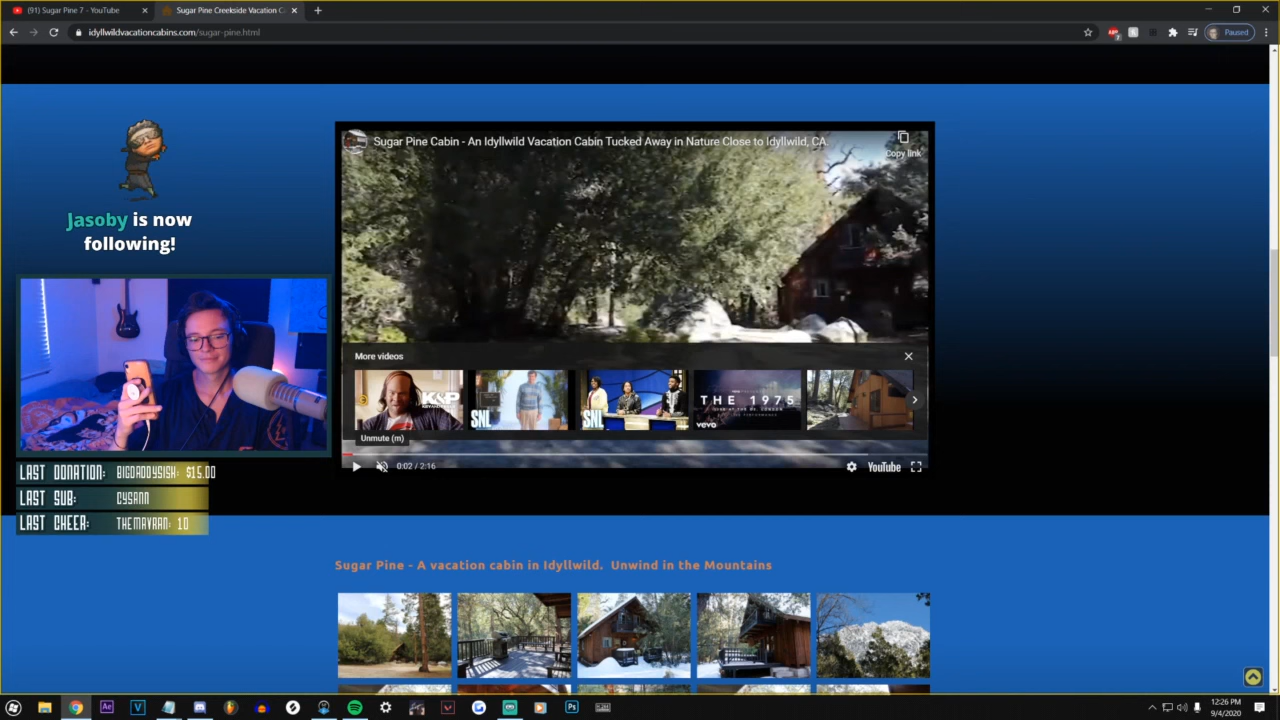 (91) Sugar Pine 7 - YouTube
Sugar Pine Creekside Vacation C
idyllwildvacationcabins.com/sugar-pine.html
Paused
Jasoby is now
following!
Sugar Pine Cabin - An Idyllwild Vacation Cabin Tucked Away in Nature Close to Idyllwild, CA.
Copy link
More videos
K&P
SNL
SNL
THE 1975
vevo
Unmute (m)
0:02 / 2:16
YouTube
LAST DONATION: BIGDADDYSISH: $15.00
LAST SUB: CYSANN
LAST CHEER: THEMAVAAN: 10
Sugar Pine - A vacation cabin in Idyllwild. Unwind in the Mountains
Ae
V
Ps
12:26 PM
9/4/2020